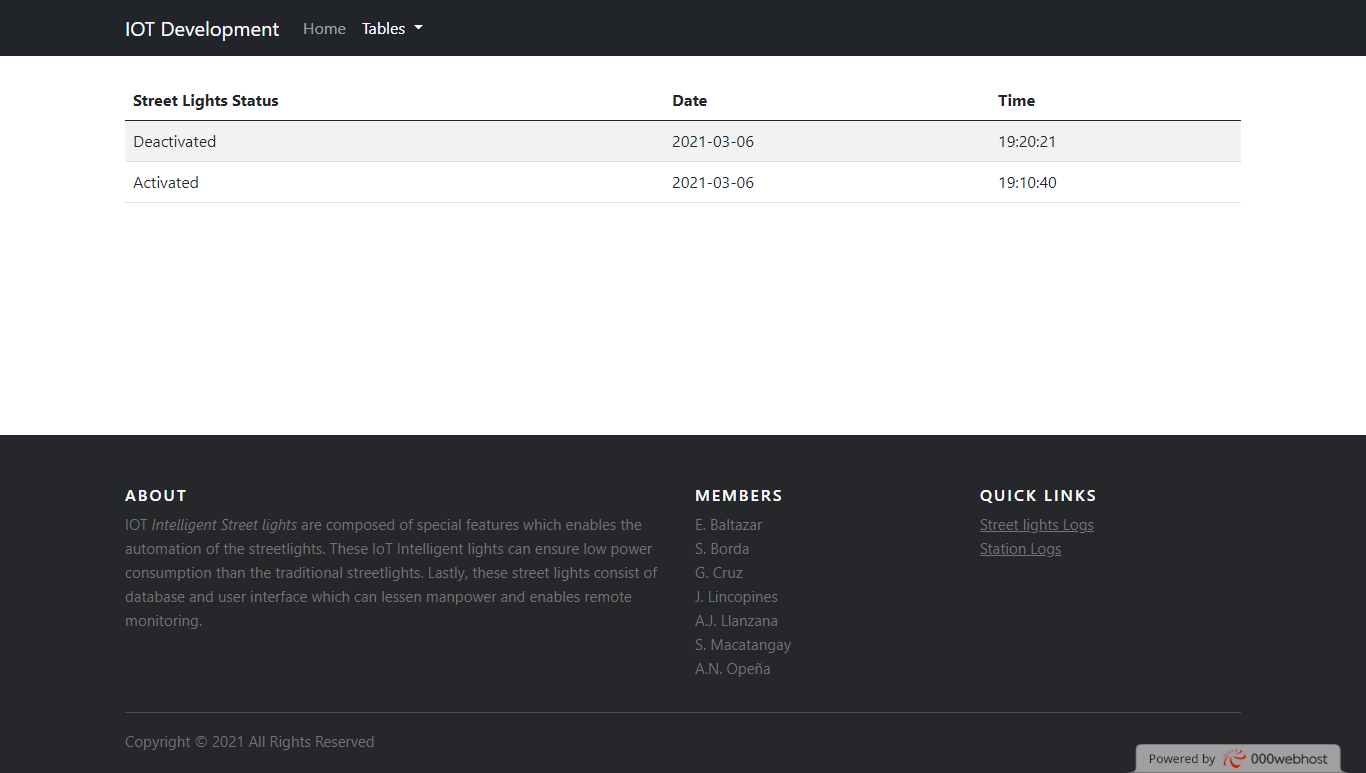 IOT Development Home Tables
Street Lights Status Date Time
Deactivated 2021-03-06 19:20:21
Activated 2021-03-06 19:10:40
ABOUT
IOT Intelligent Street lights are composed of special features which enables the
automation of the streetlights. These IoT Intelligent lights can ensure low power
consumption than the traditional streetlights. Lastly, these street lights consist of
database and user interface which can lessen manpower and enables remote
monitoring.
MEMBERS
E. Baltazar
S. Borda
G. Cruz
J. Lincopines
A.J. Llanzana
S. Macatangay
A.N. Opeña
QUICK LINKS
Street lights Logs
Station Logs
Copyright © 2021 All Rights Reserved
Powered by 000webhost